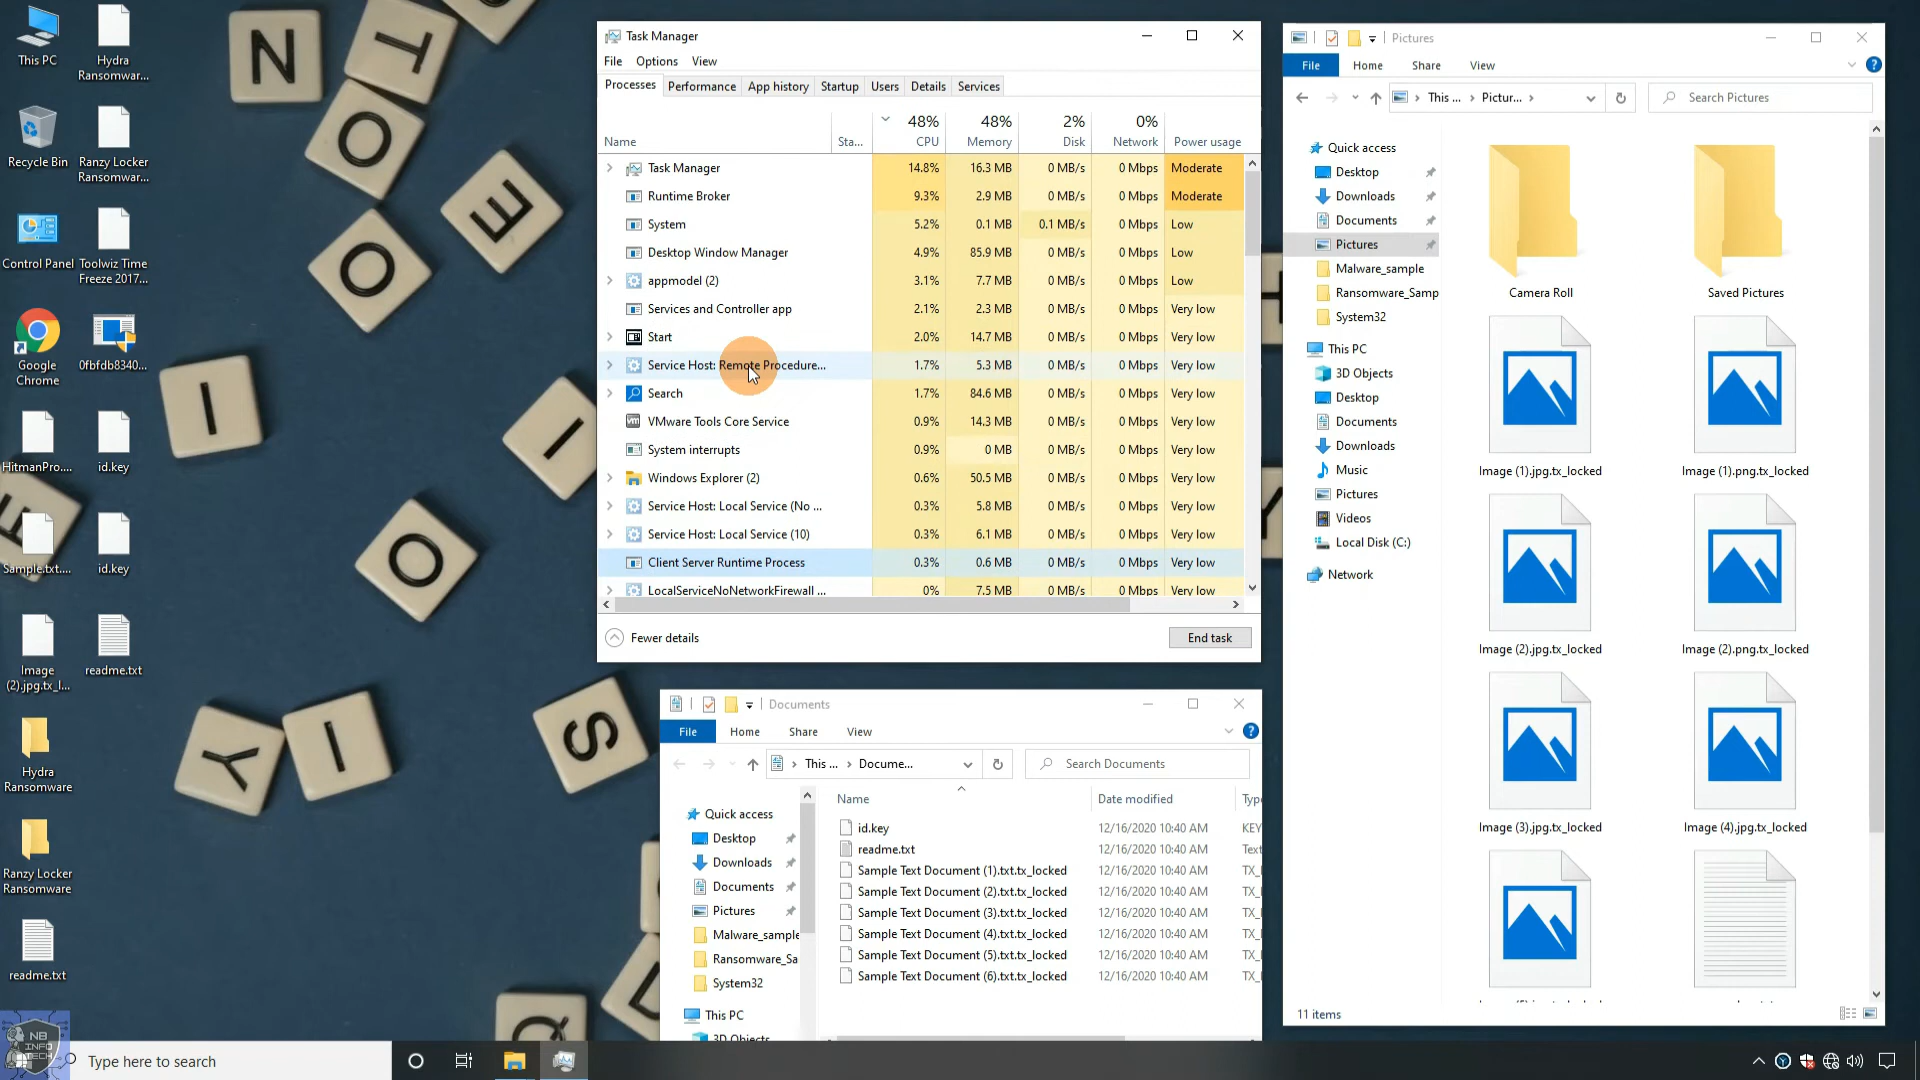 This PC
Hydra
Ransomwar...
Recycle Bin
Ranzy Locker
Ransomwar...
Control Panel
Toolwiz Time
Freeze 2017...
Google
Chrome
0fbfdb8340...
HitmanPro....
id.key
Sample.txt....
id.key
Image
(2).jpg.tx_l...
readme.txt
Hydra
Ransomware
Ranzy Locker
Ransomware
readme.txt
N
T
O
E
O
I
I
O
Y
I
S
Task Manager
File Options View
Processes Performance App history Startup Users Details Services
48% 48% 2% 0%
Name Sta... CPU Memory Disk Network Power usage
Task Manager 14.8% 16.3 MB 0 MB/s 0 Mbps Moderate
Runtime Broker 9.3% 2.9 MB 0 MB/s 0 Mbps Moderate
System 5.2% 0.1 MB 0.1 MB/s 0 Mbps Low
Desktop Window Manager 4.9% 85.9 MB 0 MB/s 0 Mbps Low
appmodel (2) 3.1% 7.7 MB 0 MB/s 0 Mbps Low
Services and Controller app 2.1% 2.3 MB 0 MB/s 0 Mbps Very low
Start 2.0% 14.7 MB 0 MB/s 0 Mbps Very low
Service Host: Remote Procedure... 1.7% 5.3 MB 0 MB/s 0 Mbps Very low
Search 1.7% 84.6 MB 0 MB/s 0 Mbps Very low
VMware Tools Core Service 0.9% 14.3 MB 0 MB/s 0 Mbps Very low
System interrupts 0.9% 0 MB 0 MB/s 0 Mbps Very low
Windows Explorer (2) 0.6% 50.5 MB 0 MB/s 0 Mbps Very low
Service Host: Local Service (No ... 0.3% 5.8 MB 0 MB/s 0 Mbps Very low
Service Host: Local Service (10) 0.3% 6.1 MB 0 MB/s 0 Mbps Very low
Client Server Runtime Process 0.3% 0.6 MB 0 MB/s 0 Mbps Very low
LocalServiceNoNetworkFirewall ... 0% 7.5 MB 0 MB/s 0 Mbps Very low
Fewer details
End task
Documents
File Home Share View
This ... Docume...
Search Documents
Quick access
Desktop
Downloads
Documents
Pictures
Malware_sample
Ransomware_Sa
System32
This PC
3D Objects
Name Date modified Type
id.key 12/16/2020 10:40 AM KEY
readme.txt 12/16/2020 10:40 AM Text
Sample Text Document (1).txt.tx_locked 12/16/2020 10:40 AM TX_
Sample Text Document (2).txt.tx_locked 12/16/2020 10:40 AM TX_
Sample Text Document (3).txt.tx_locked 12/16/2020 10:40 AM TX_
Sample Text Document (4).txt.tx_locked 12/16/2020 10:40 AM TX_
Sample Text Document (5).txt.tx_locked 12/16/2020 10:40 AM TX_
Sample Text Document (6).txt.tx_locked 12/16/2020 10:40 AM TX_
Pictures
File Home Share View
This ... Pictur...
Search Pictures
Quick access
Desktop
Downloads
Documents
Pictures
Malware_sample
Ransomware_Samp
System32
This PC
3D Objects
Desktop
Documents
Downloads
Music
Pictures
Videos
Local Disk (C:)
Network
Camera Roll
Saved Pictures
Image (1).jpg.tx_locked
Image (1).png.tx_locked
Image (2).jpg.tx_locked
Image (2).png.tx_locked
Image (3).jpg.tx_locked
Image (4).jpg.tx_locked
11 items
NB
INFO
TECH
Type here to search